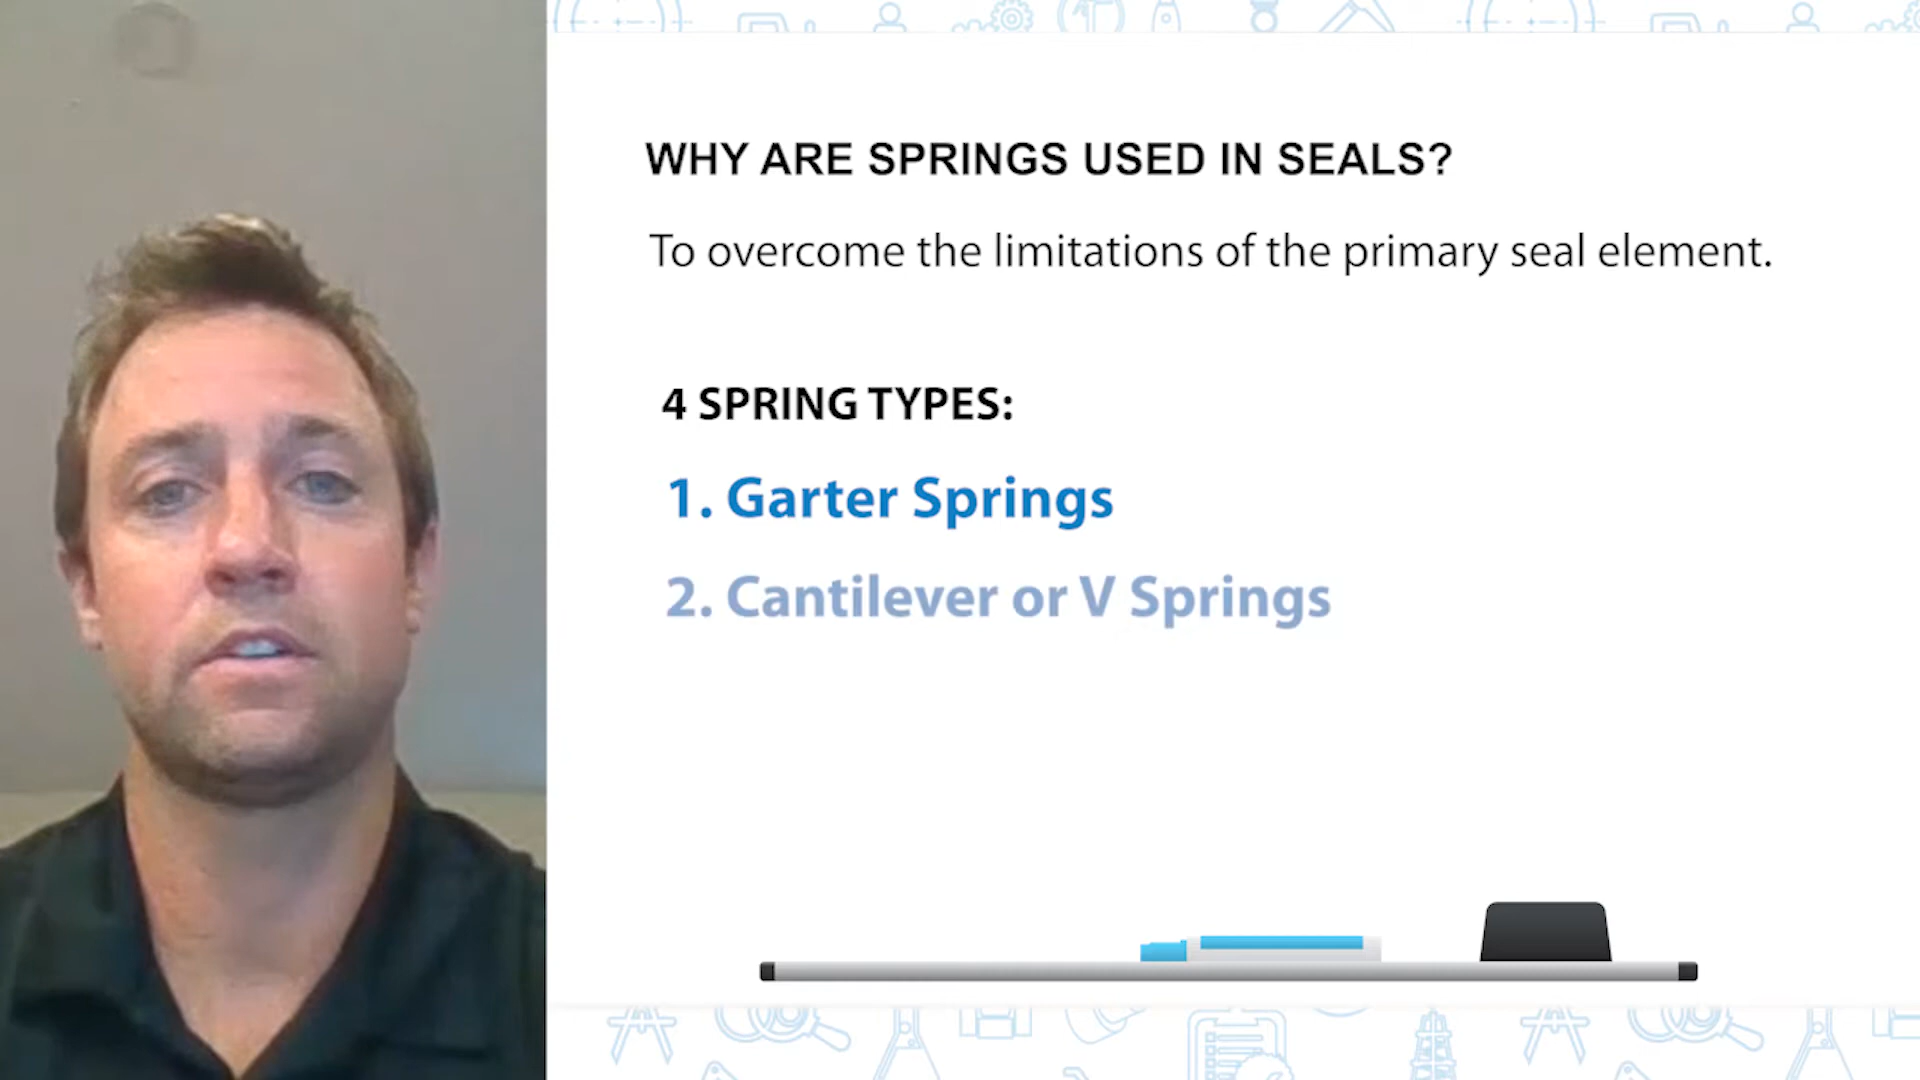 WHY ARE SPRINGS USED IN SEALS?
To overcome the limitations of the primary seal element.
4 SPRING TYPES:
1. Garter Springs
2. Cantilever or V Springs